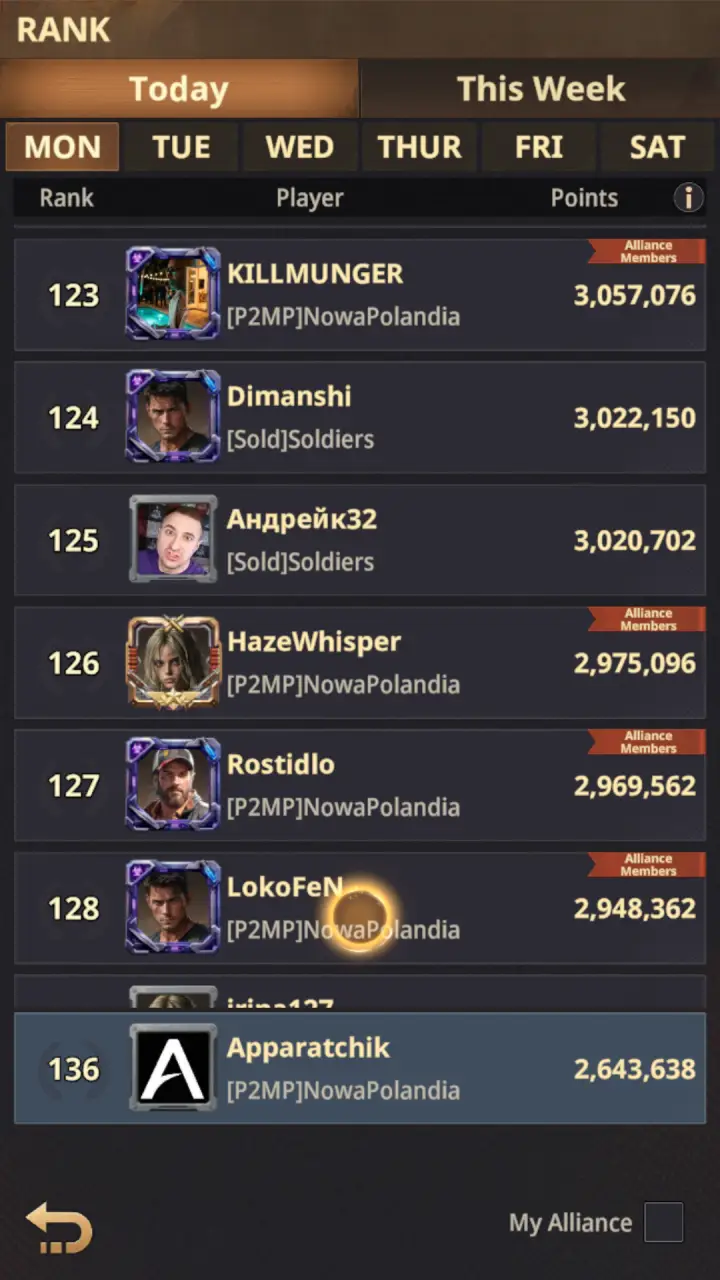 RANK
Today
This Week
MON TUE WED THUR FRI SAT
Rank Player Points i
Alliance
Members
123 KILLMUNGER 3,057,076
[P2MP]NowaPolandia
124 Dimanshi 3,022,150
[Sold]Soldiers
125 Андрейк32 3,020,702
[Sold]Soldiers
Alliance
Members
126 HazeWhisper 2,975,096
[P2MP]NowaPolandia
Alliance
Members
127 Rostidlo 2,969,562
[P2MP]NowaPolandia
Alliance
Members
128 LokoFeN 2,948,362
[P2MP]NowaPolandia
136 Apparatchik 2,643,638
[P2MP]NowaPolandia
My Alliance